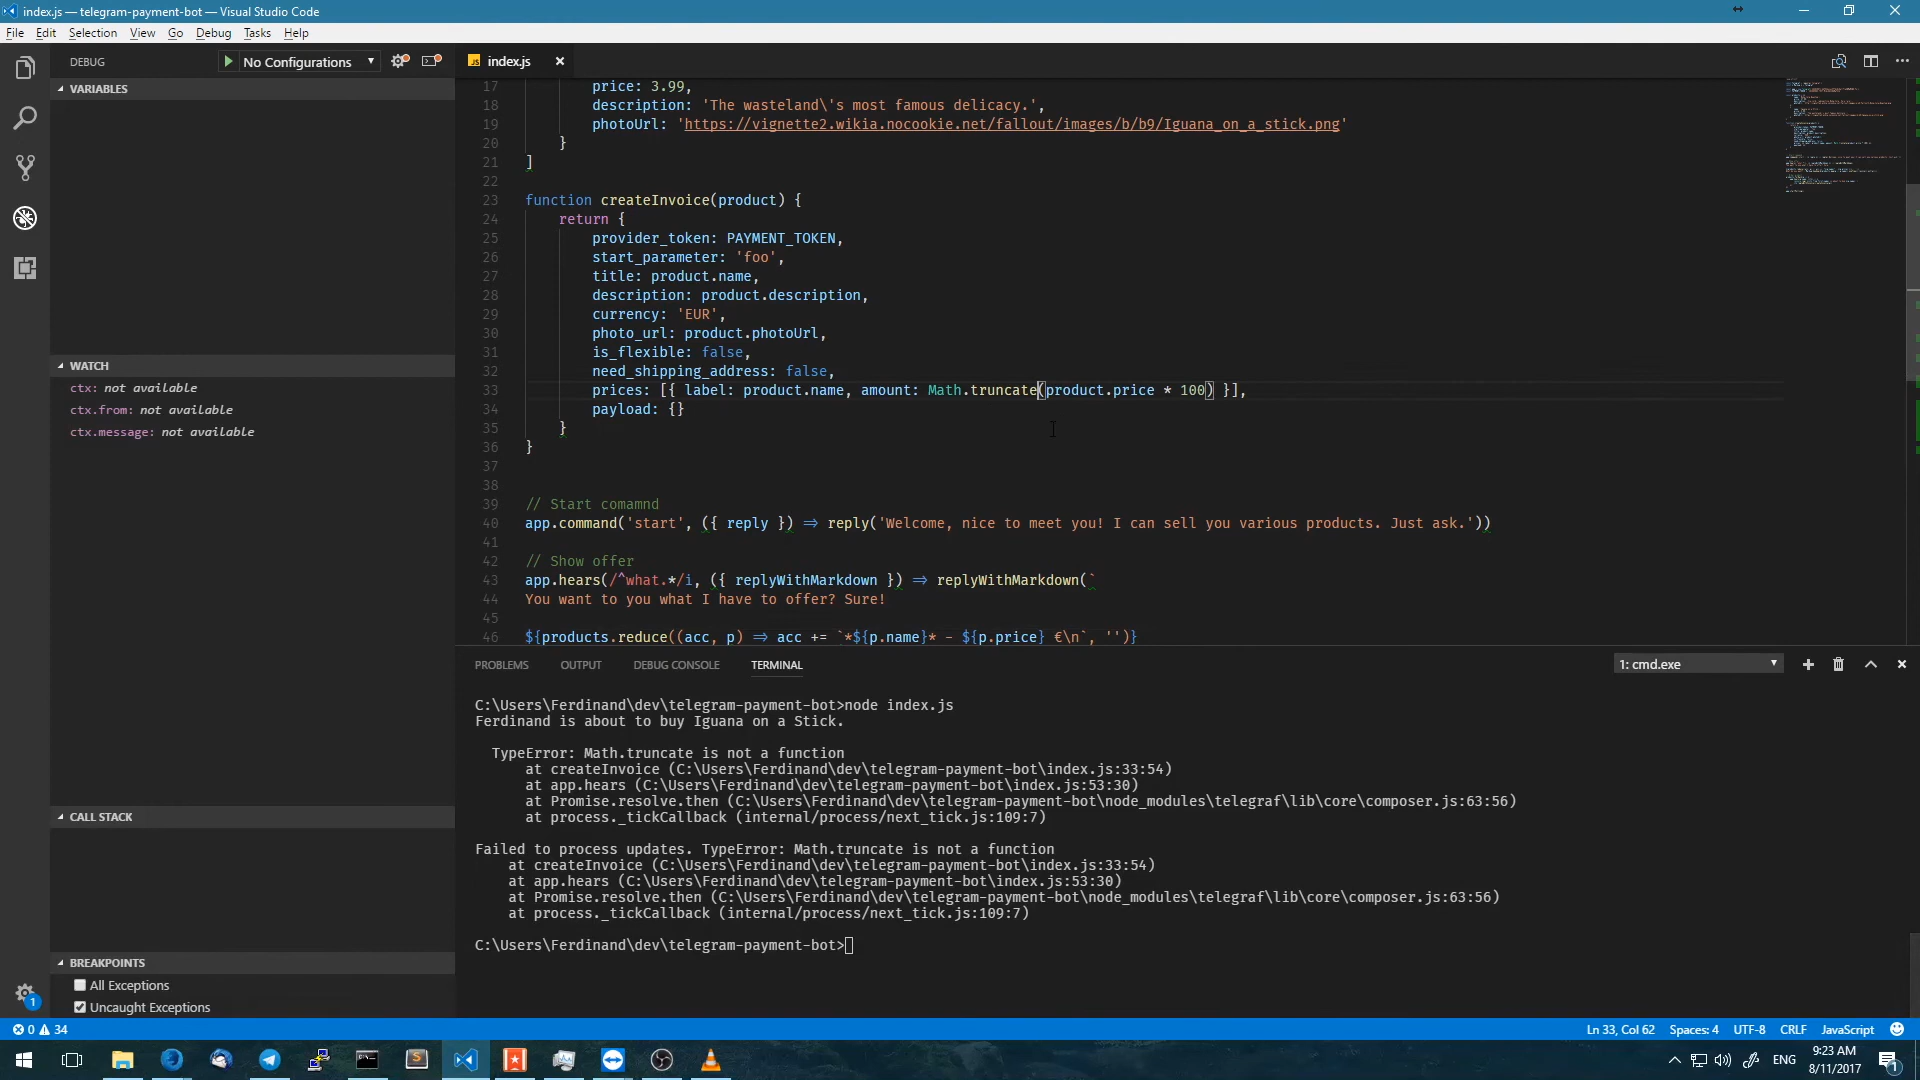 index.js — telegram-payment-bot — Visual Studio Code
File Edit Selection View Go Debug Tasks Help
DEBUG No Configurations
index.js
VARIABLES
WATCH
ctx: not available
ctx.from: not available
ctx.message: not available
CALL STACK
BREAKPOINTS
All Exceptions
Uncaught Exceptions
17 price: 3.99,
18 description: 'The wasteland\'s most famous delicacy.',
19 photoUrl: 'https://vignette2.wikia.nocookie.net/fallout/images/b/b9/Iguana_on_a_stick.png'
20 }
21 ]
22
23 function createInvoice(product) {
24 return {
25 provider_token: PAYMENT_TOKEN,
26 start_parameter: 'foo',
27 title: product.name,
28 description: product.description,
29 currency: 'EUR',
30 photo_url: product.photoUrl,
31 is_flexible: false,
32 need_shipping_address: false,
33 prices: [{ label: product.name, amount: Math.truncate(product.price * 100) }],
34 payload: {}
35 }
36 }
37
38
39 // Start comamnd
40 app.command('start', ({ reply }) => reply('Welcome, nice to meet you! I can sell you various products. Just ask.'))
41
42 // Show offer
43 app.hears(/^what.*/i, ({ replyWithMarkdown }) => replyWithMarkdown(`
44 You want to you what I have to offer? Sure!
45
46 ${products.reduce((acc, p) => acc += `*${p.name}* - ${p.price} €\n`, '')}
PROBLEMS OUTPUT DEBUG CONSOLE TERMINAL 1: cmd.exe
C:\Users\Ferdinand\dev\telegram-payment-bot>node index.js
Ferdinand is about to buy Iguana on a Stick.
TypeError: Math.truncate is not a function
at createInvoice (C:\Users\Ferdinand\dev\telegram-payment-bot\index.js:33:54)
at app.hears (C:\Users\Ferdinand\dev\telegram-payment-bot\index.js:53:30)
at Promise.resolve.then (C:\Users\Ferdinand\dev\telegram-payment-bot\node_modules\telegraf\lib\core\composer.js:63:56)
at process._tickCallback (internal/process/next_tick.js:109:7)
Failed to process updates. TypeError: Math.truncate is not a function
at createInvoice (C:\Users\Ferdinand\dev\telegram-payment-bot\index.js:33:54)
at app.hears (C:\Users\Ferdinand\dev\telegram-payment-bot\index.js:53:30)
at Promise.resolve.then (C:\Users\Ferdinand\dev\telegram-payment-bot\node_modules\telegraf\lib\core\composer.js:63:56)
at process._tickCallback (internal/process/next_tick.js:109:7)
C:\Users\Ferdinand\dev\telegram-payment-bot>
1
0 34 Ln 33, Col 62 Spaces: 4 UTF-8 CRLF JavaScript
ENG 9:23 AM
8/11/2017 1